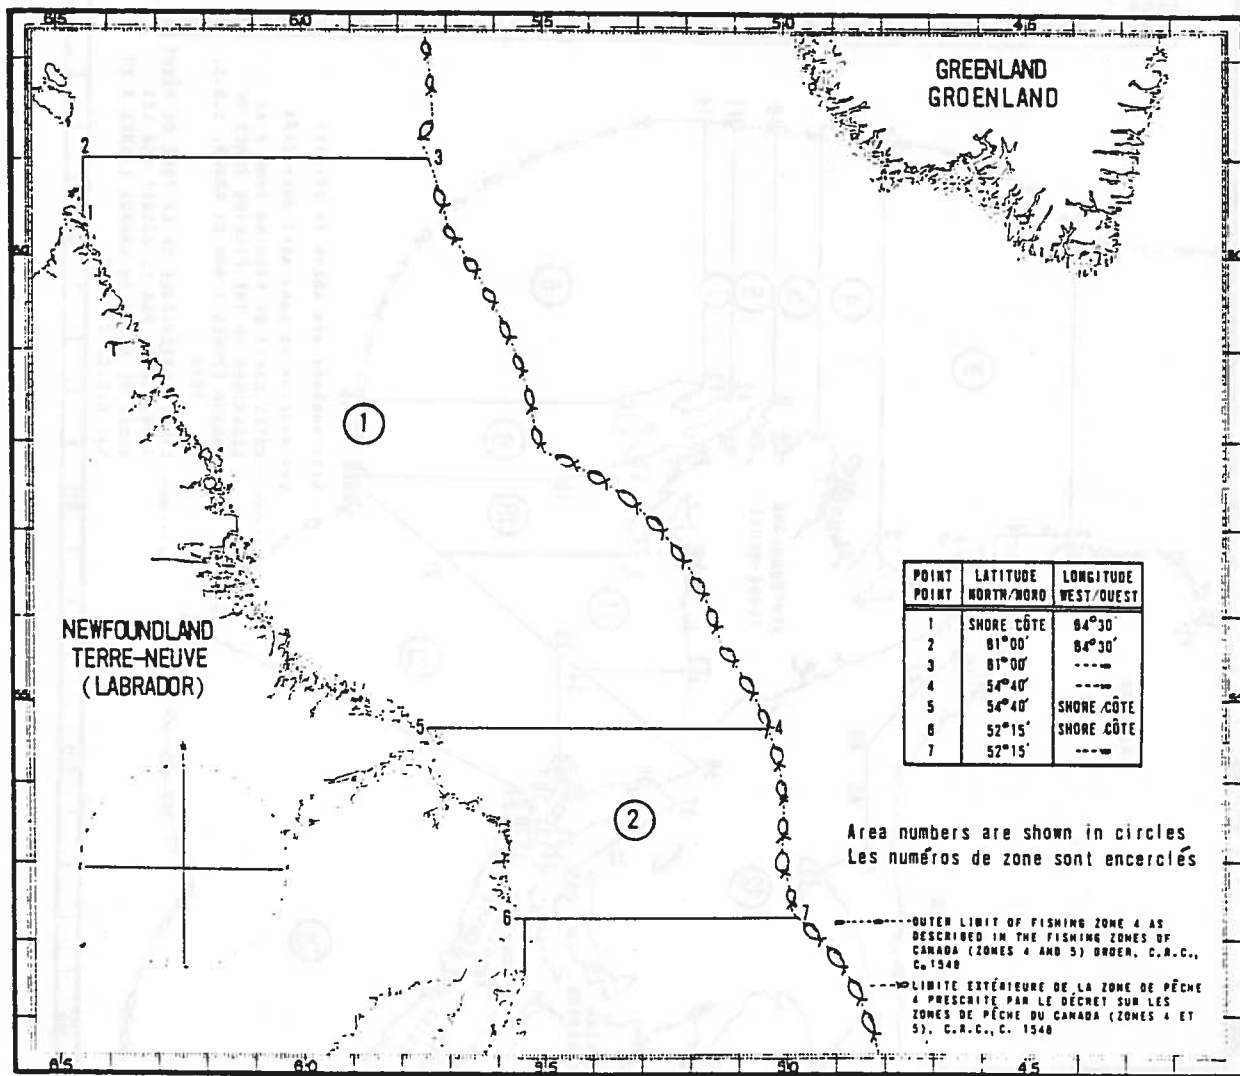 65 60 55 50 45
GREENLAND
GROENLAND
2
3
1
60 60
1
POINT LATITUDE LONGITUDE
POINT NORTH/NORD WEST/OUEST
1 SHORE CÔTE 64°30'
2 61°00' 64°30'
3 61°00' ----
4 54°40' ----
5 54°40' SHORE CÔTE
6 52°15' SHORE CÔTE
7 52°15' ----
NEWFOUNDLAND
TERRE-NEUVE
(LABRADOR)
55
5
4
2
Area numbers are shown in circles
Les numéros de zone sont encerclés
6
7
OUTER LIMIT OF FISHING ZONE 4 AS
DESCRIBED IN THE FISHING ZONES OF
CANADA (ZONES 4 AND 5) ORDER, C.R.C.,
C. 1548
LIMITE EXTÉRIEURE DE LA ZONE DE PÊCHE
4 PRESCRITE PAR LE DÉCRET SUR LES
ZONES DE PÊCHE DU CANADA (ZONES 4 ET
5), C.R.C., C. 1548
65 60 55 50 45